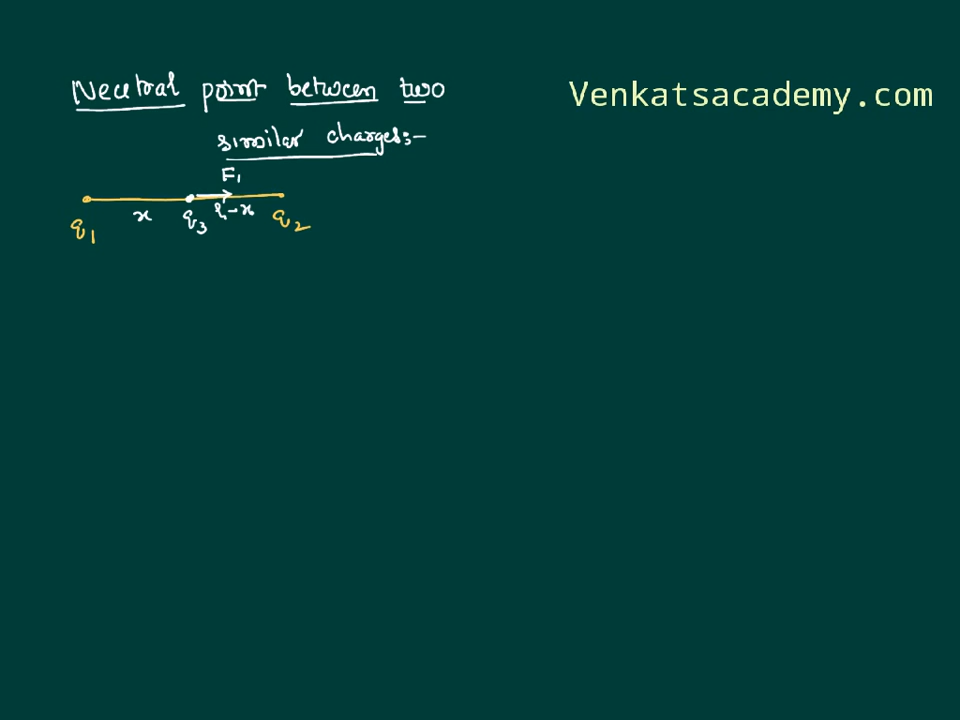 Neutral point between two
Venkatsacademy.com
similar charges:-
F1
x
r-x
q1
q3
q2